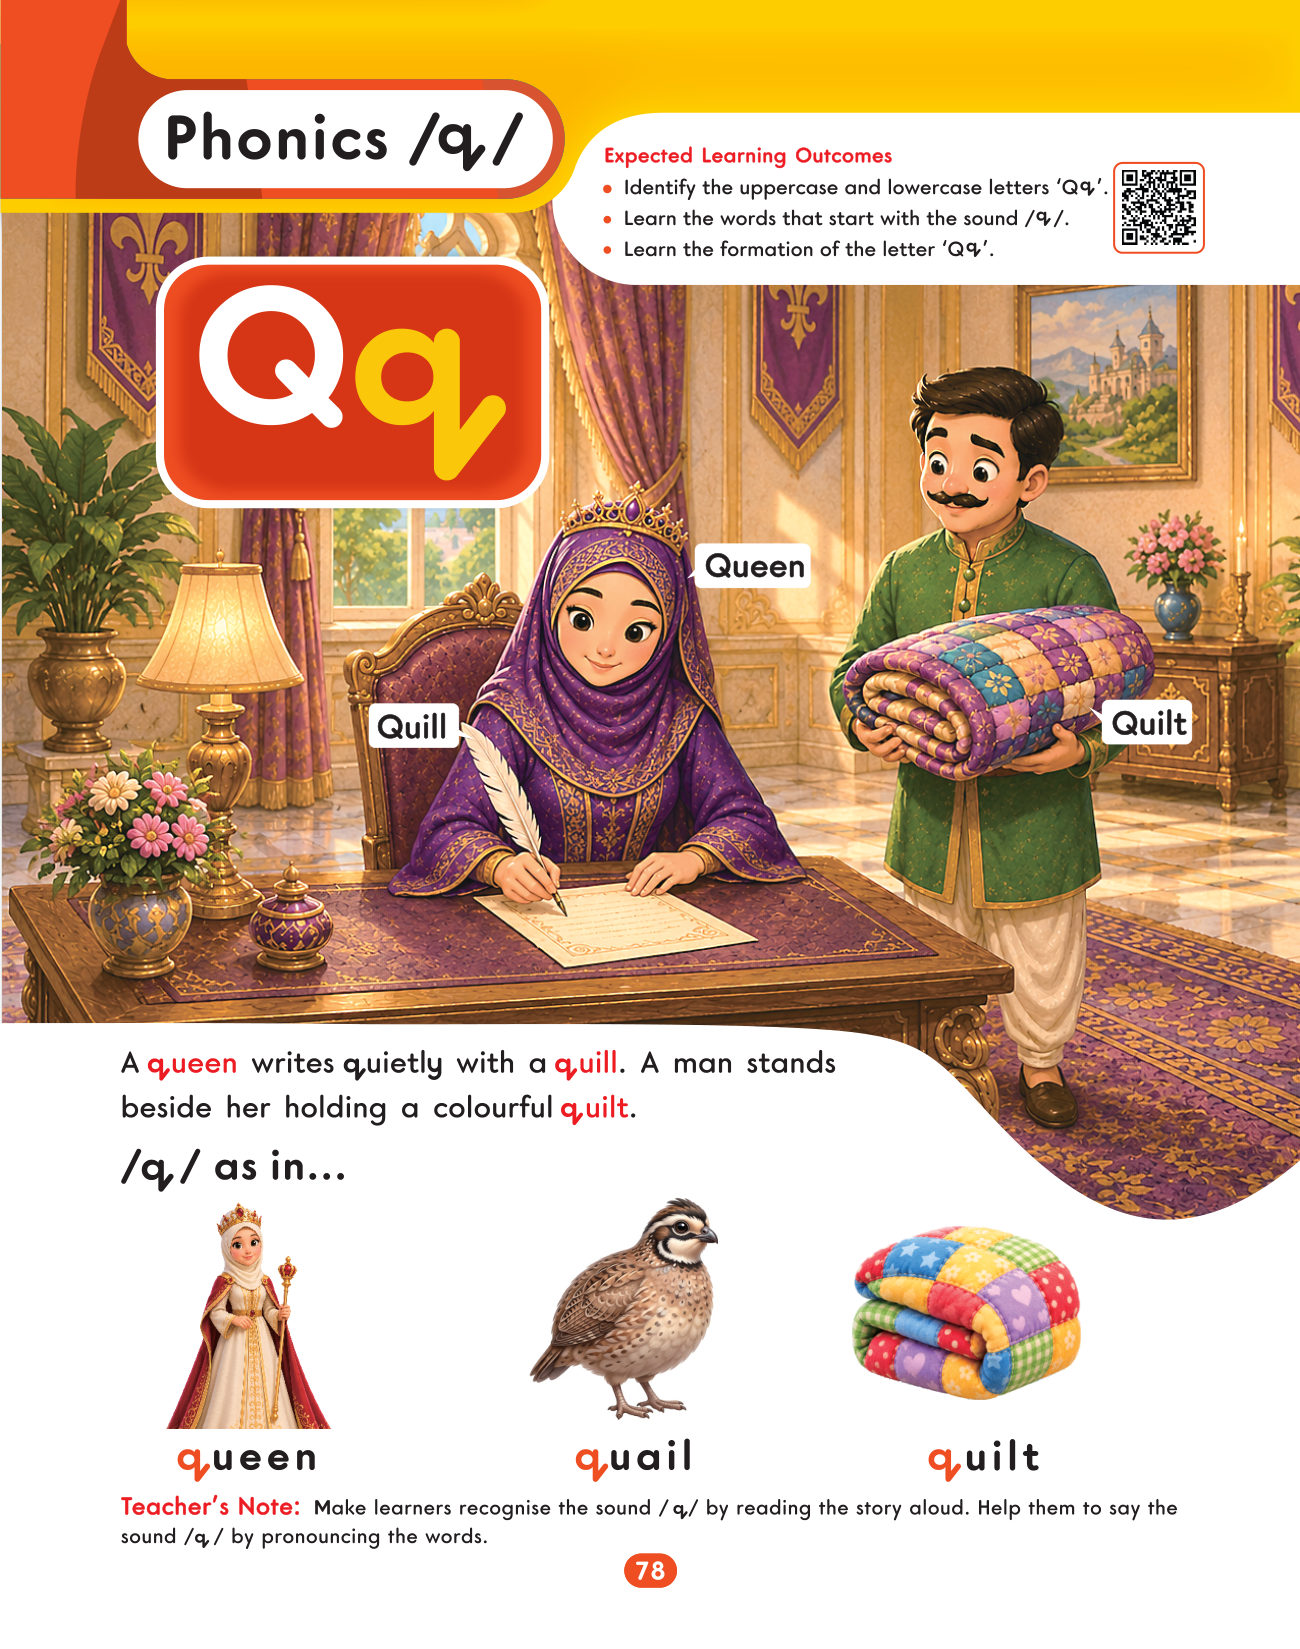 Phonics /q/
Expected Learning Outcomes
• Identify the uppercase and lowercase letters ‘Qq’.
• Learn the words that start with the sound /q/.
• Learn the formation of the letter ‘Qq’.
Qq
Queen
Quill
Quilt
A queen writes quietly with a quill. A man stands
beside her holding a colourful quilt.
/q/ as in...
queen quail quilt
Teacher’s Note: Make learners recognise the sound /q/ by reading the story aloud. Help them to say the
sound /q/ by pronouncing the words.
78